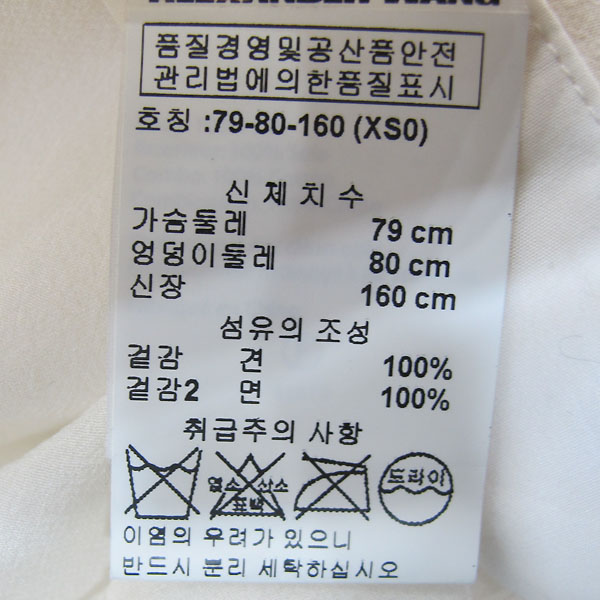 ALEXANDER WANG
품질경영및공산품안전
관리법에의한품질표시
호칭 :79-80-160 (XS0)
신체치수
가슴둘레 79 cm
엉덩이둘레 80 cm
신장 160 cm
섬유의 조성
겉감 견 100%
겉감2 면 100%
취급주의 사항
염소 산소 표백 드라이
이염의 우려가 있으니
반드시 분리 세탁하십시오